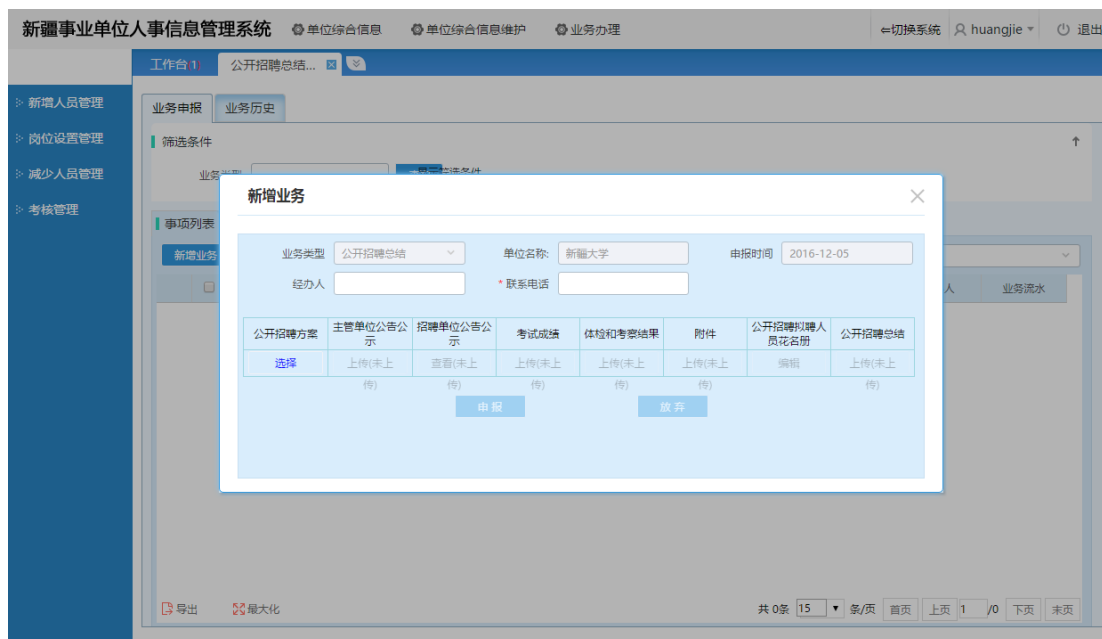 新疆事业单位人事信息管理系统 单位综合信息 单位综合信息维护 业务办理 切换系统 huangjie 退出
工作台(1) 公开招聘总结...
新增人员管理
岗位设置管理
减少人员管理
考核管理
业务申报 业务历史
筛选条件
显示筛选条件
新增业务
事项列表
新增业务
业务类型 公开招聘总结 单位名称: 新疆大学 申报时间 2016-12-05
经办人 * 联系电话
人 业务流水
公开招聘方案 主管单位公告公示 招聘单位公告公示 考试成绩 体检和考察结果 附件 公开招聘拟聘人员花名册 公开招聘总结
选择 上传(未上传) 查看(未上传) 上传(未上传) 上传(未上传) 上传(未上传) 编辑 上传(未上传)
申 报 放 弃
导出 最大化 共 0条 15 条/页 首页 上页 1 /0 下页 末页